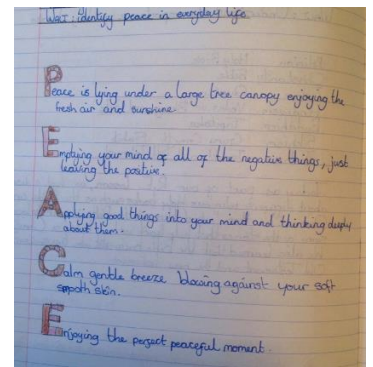 WALT: identify peace in everyday life.
Peace is lying under a large tree canopy enjoying the
fresh air and sunshine.
Emptying your mind of all of the negative things, just
leaving the positive.
Applying good things into your mind and thinking deeply
about them.
Calm gentle breeze blowing against your soft
smooth skin.
Enjoying the perfect peaceful moment.